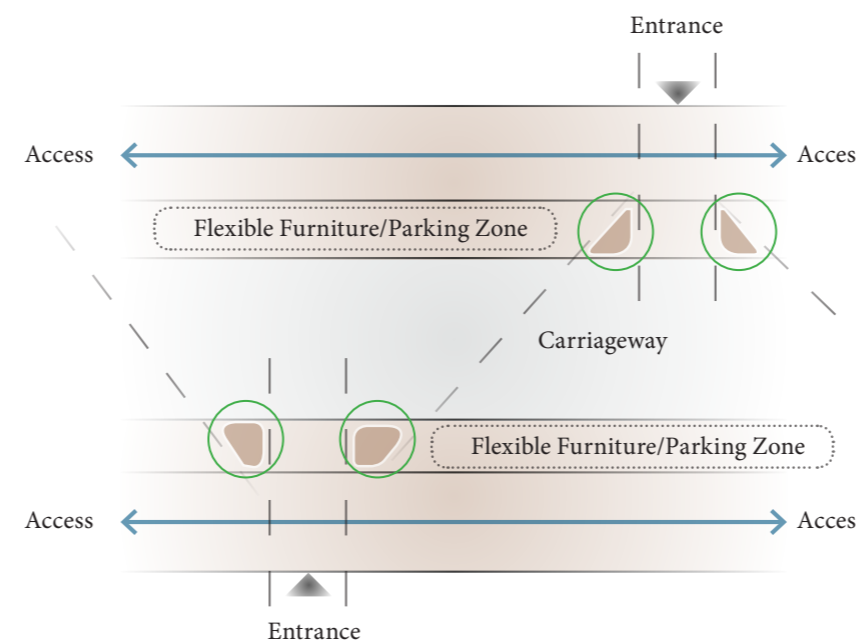 Entrance
Access
Acces
Flexible Furniture/Parking Zone
Carriageway
Flexible Furniture/Parking Zone
Access
Acces
Entrance